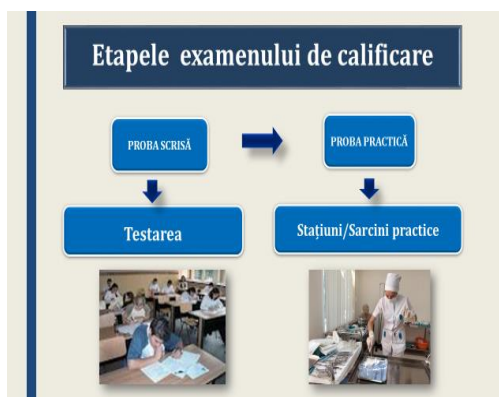 Etapele examenului de calificare
PROBA SCRISĂ
PROBA PRACTICĂ
Testarea
Stațiuni/Sarcini practice